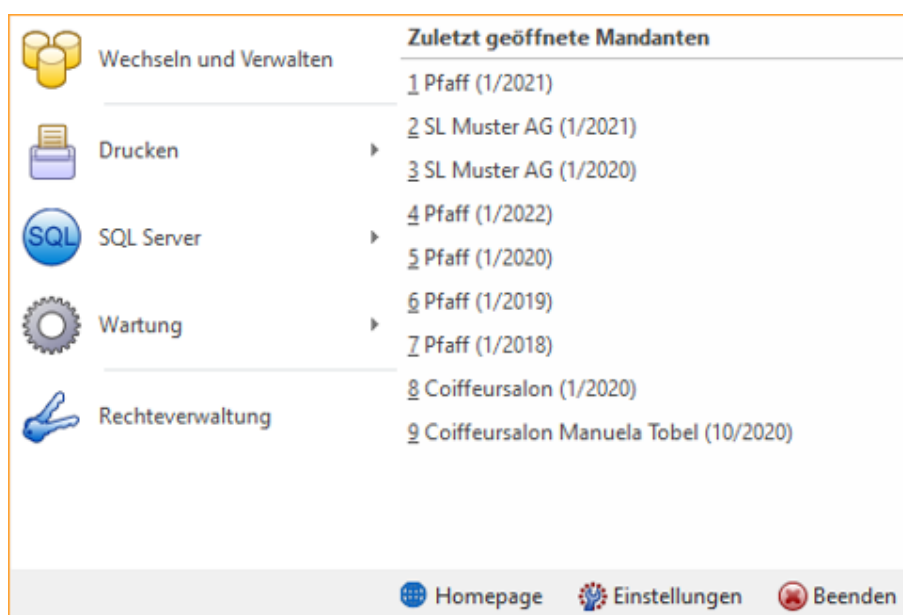 Wechseln und Verwalten
Drucken
SQL
SQL Server
Wartung
Rechteverwaltung
Zuletzt geöffnete Mandanten
1 Pfaff (1/2021)
2 SL Muster AG (1/2021)
3 SL Muster AG (1/2020)
4 Pfaff (1/2022)
5 Pfaff (1/2020)
6 Pfaff (1/2019)
7 Pfaff (1/2018)
8 Coiffeursalon (1/2020)
9 Coiffeursalon Manuela Tobel (10/2020)
Homepage Einstellungen Beenden